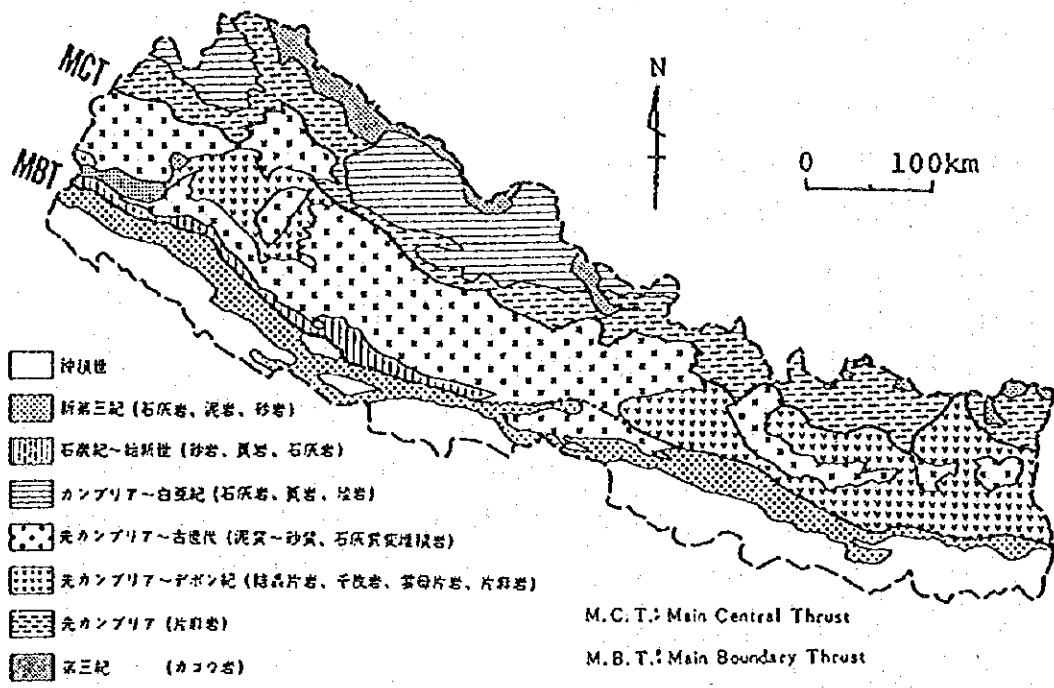 MCT
MBT
N
0 100km
沖積世
新第三紀 (石灰岩、泥岩、砂岩)
石炭紀~始新世 (砂岩、頁岩、石灰岩)
カンブリア~白亜紀 (石灰岩、頁岩、
先カンブリア~古生代 (泥質~砂質、石灰質変堆積岩)
先カンブリア~デボン紀 (結晶片岩、千枚岩、雲母片岩、片麻岩)
先カンブリア (片麻岩)
第三紀 (カコウ岩)
M.C.T.: Main Central Thrust
M.B.T.: Main Boundary Thrust